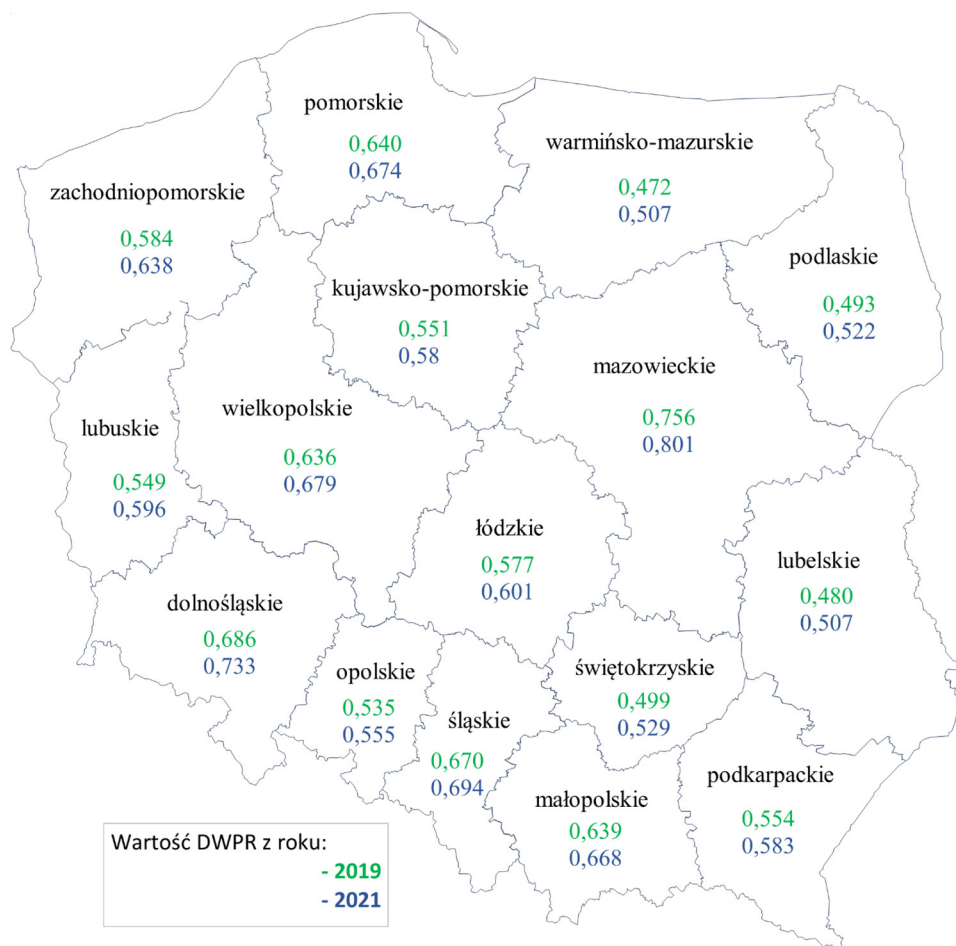 pomorskie
0,640
0,674
warmińsko-mazurskie
0,472
0,507
zachodniopomorskie
0,584
0,638
podlaskie
0,493
0,522
kujawsko-pomorskie
0,551
0,58
mazowieckie
0,756
0,801
wielkopolskie
0,636
0,679
lubuskie
0,549
0,596
łódzkie
0,577
0,601
lubelskie
0,480
0,507
dolnośląskie
0,686
0,733
opolskie
0,535
0,555
świętokrzyskie
0,499
0,529
śląskie
0,670
0,694
małopolskie
0,639
0,668
podkarpackie
0,554
0,583
Wartość DWPR z roku:
- 2019
- 2021